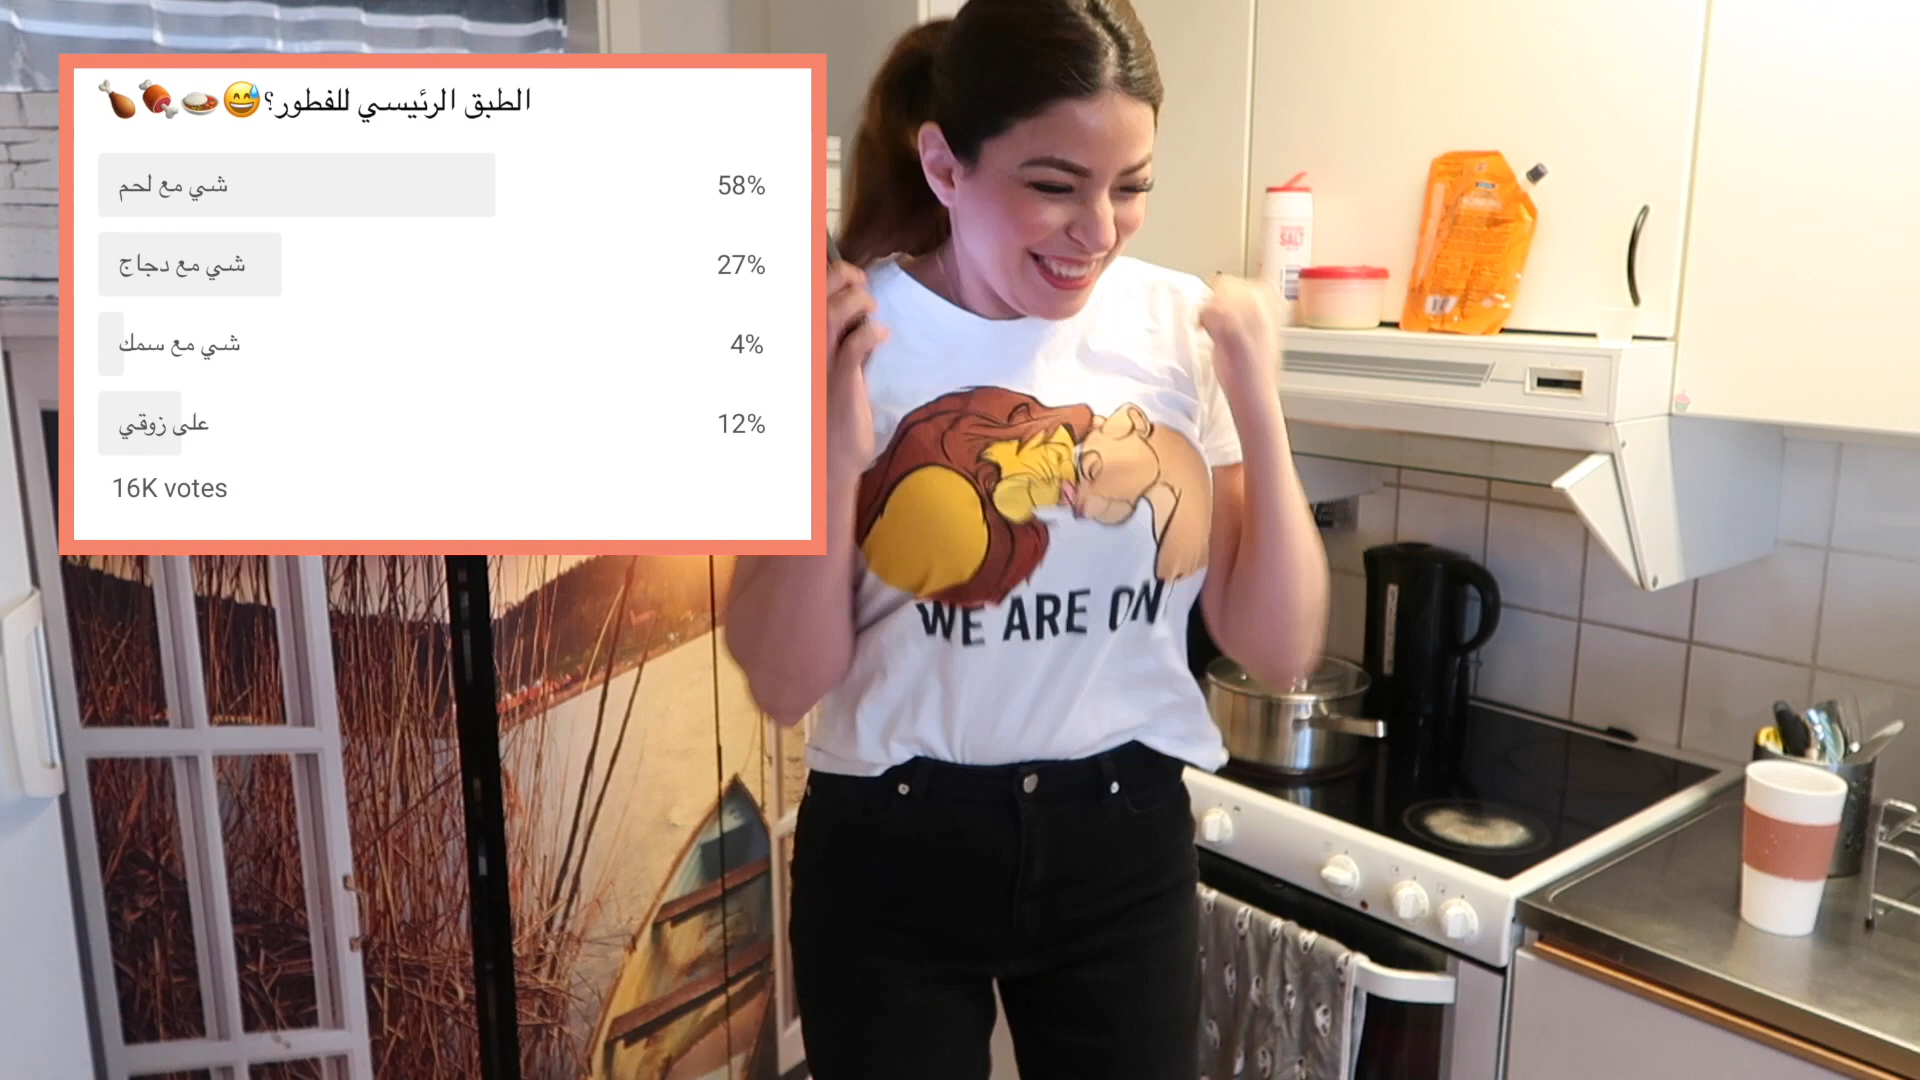 الطبق الرئيسي للفطور؟😅🍛🍖🍗
شي مع لحم 58%
شي مع دجاج 27%
شي مع سمك 4%
على زوقي 12%
16K votes
SALT
WE ARE ON